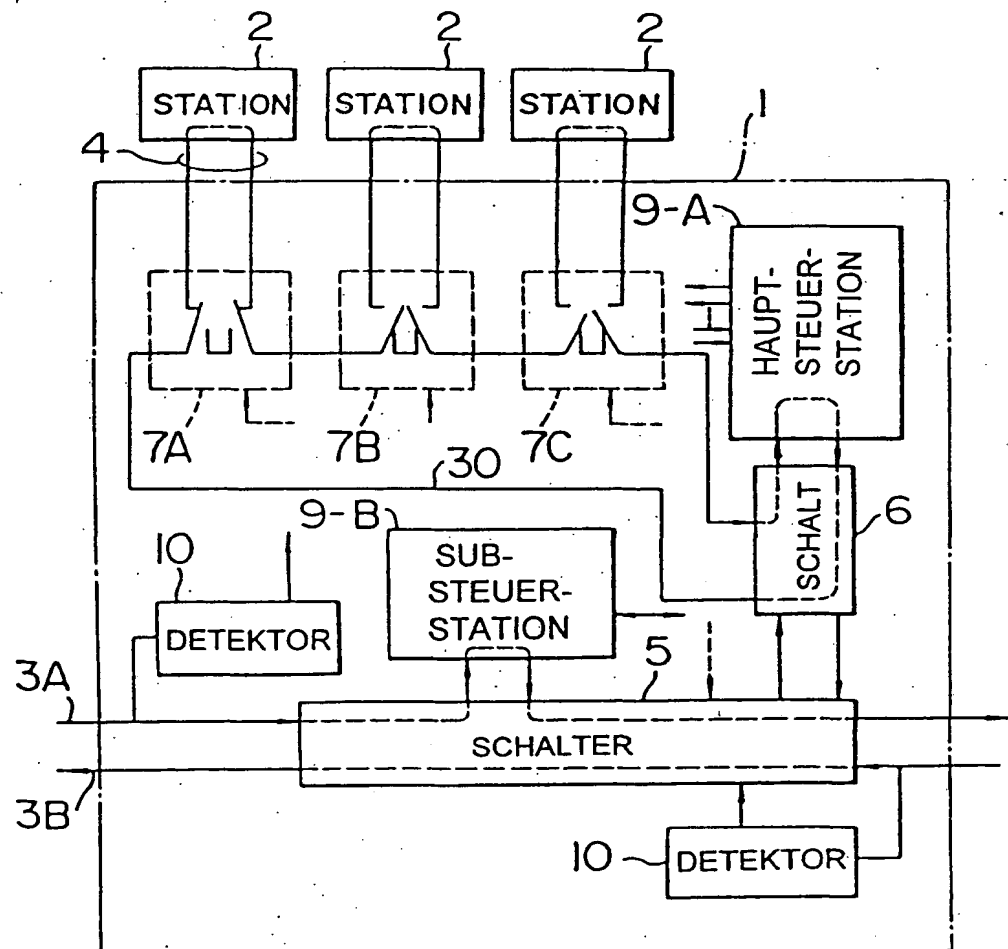 2 2 2
STATION STATION STATION
1
4
9-A
HAUPT-
STEUER-
STATION
7A 7B 7C
30
SCHALT
6
9-B
SUB-
STEUER-
STATION
10
DETEKTOR
3A
5
SCHALTER
3B
10
DETEKTOR